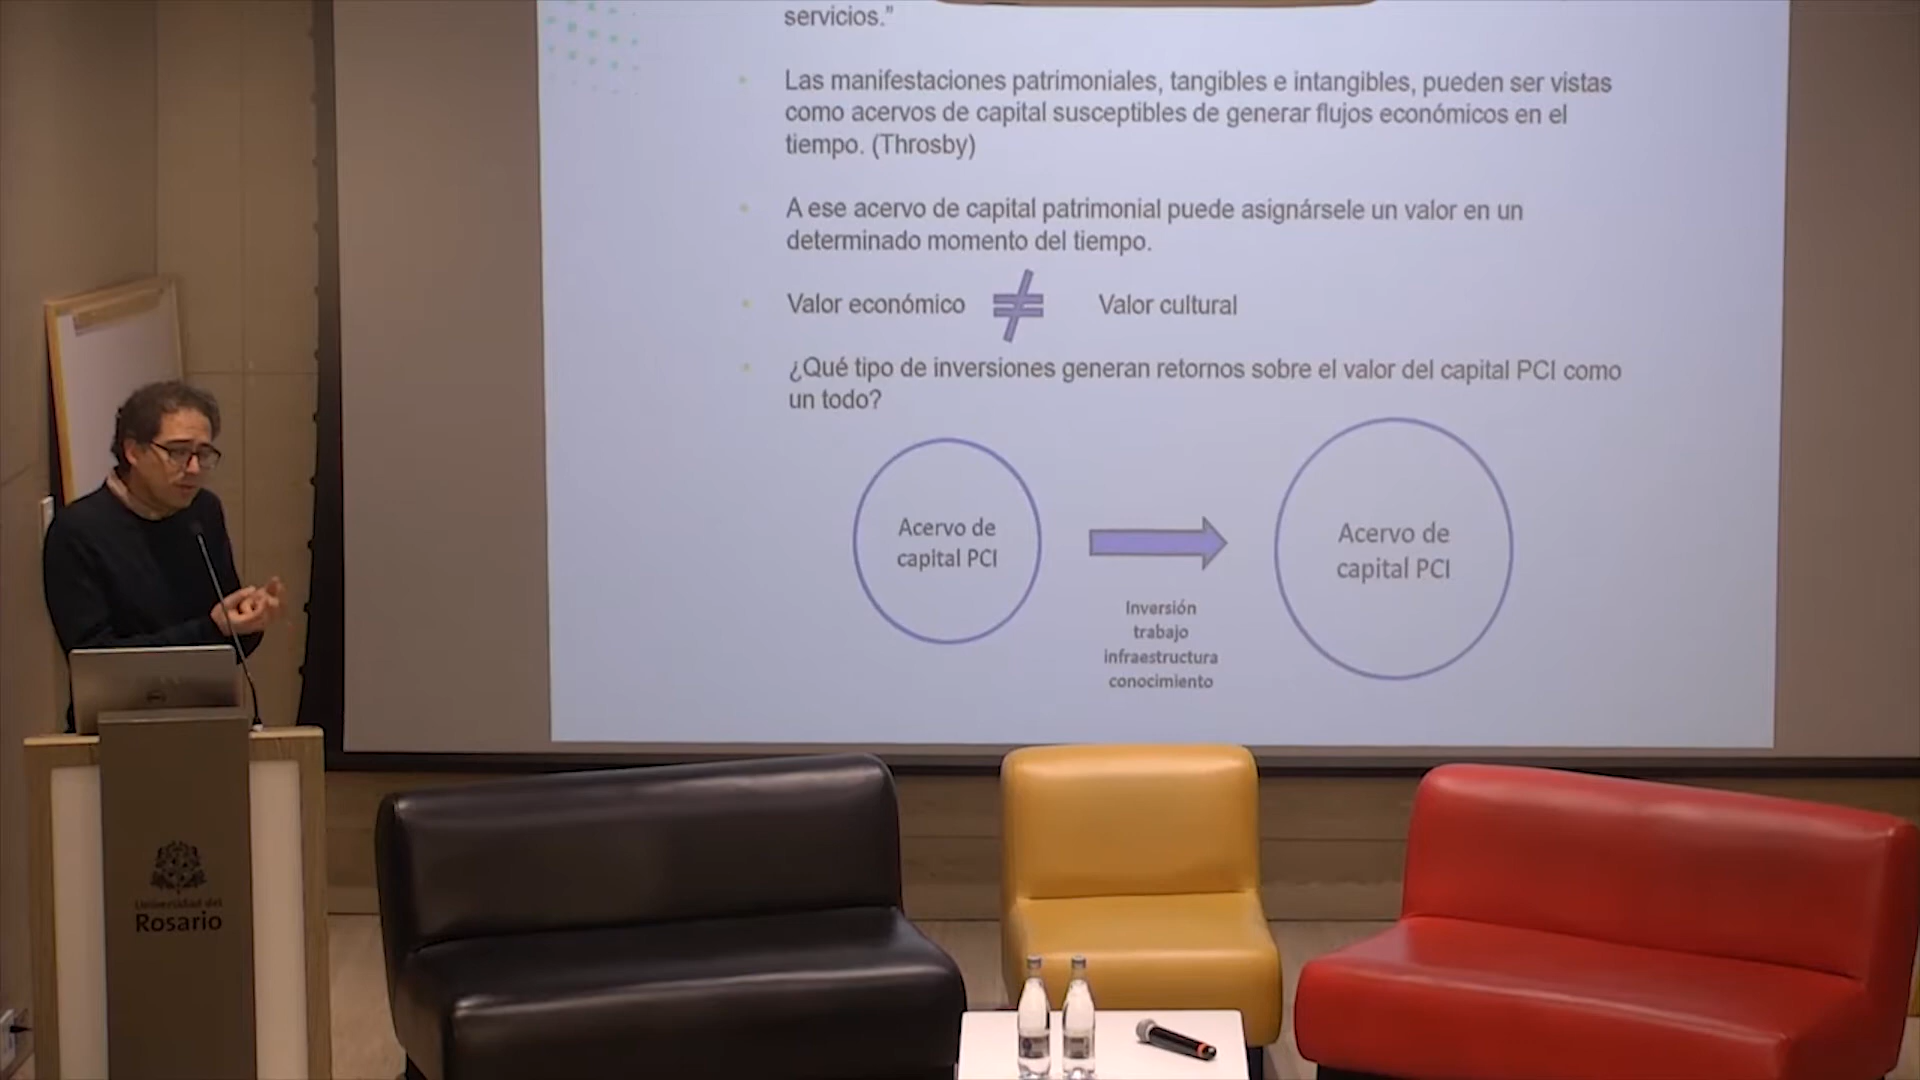 servicios.”
Las manifestaciones patrimoniales, tangibles e intangibles, pueden ser vistas
como acervos de capital susceptibles de generar flujos económicos en el
tiempo. (Throsby)
A ese acervo de capital patrimonial puede asignársele un valor en un
determinado momento del tiempo.
Valor económico ≠ Valor cultural
¿Qué tipo de inversiones generan retornos sobre el valor del capital PCI como
un todo?
Acervo de
capital PCI
Inversión
trabajo
infraestructura
conocimiento
Acervo de
capital PCI
Universidad del
Rosario